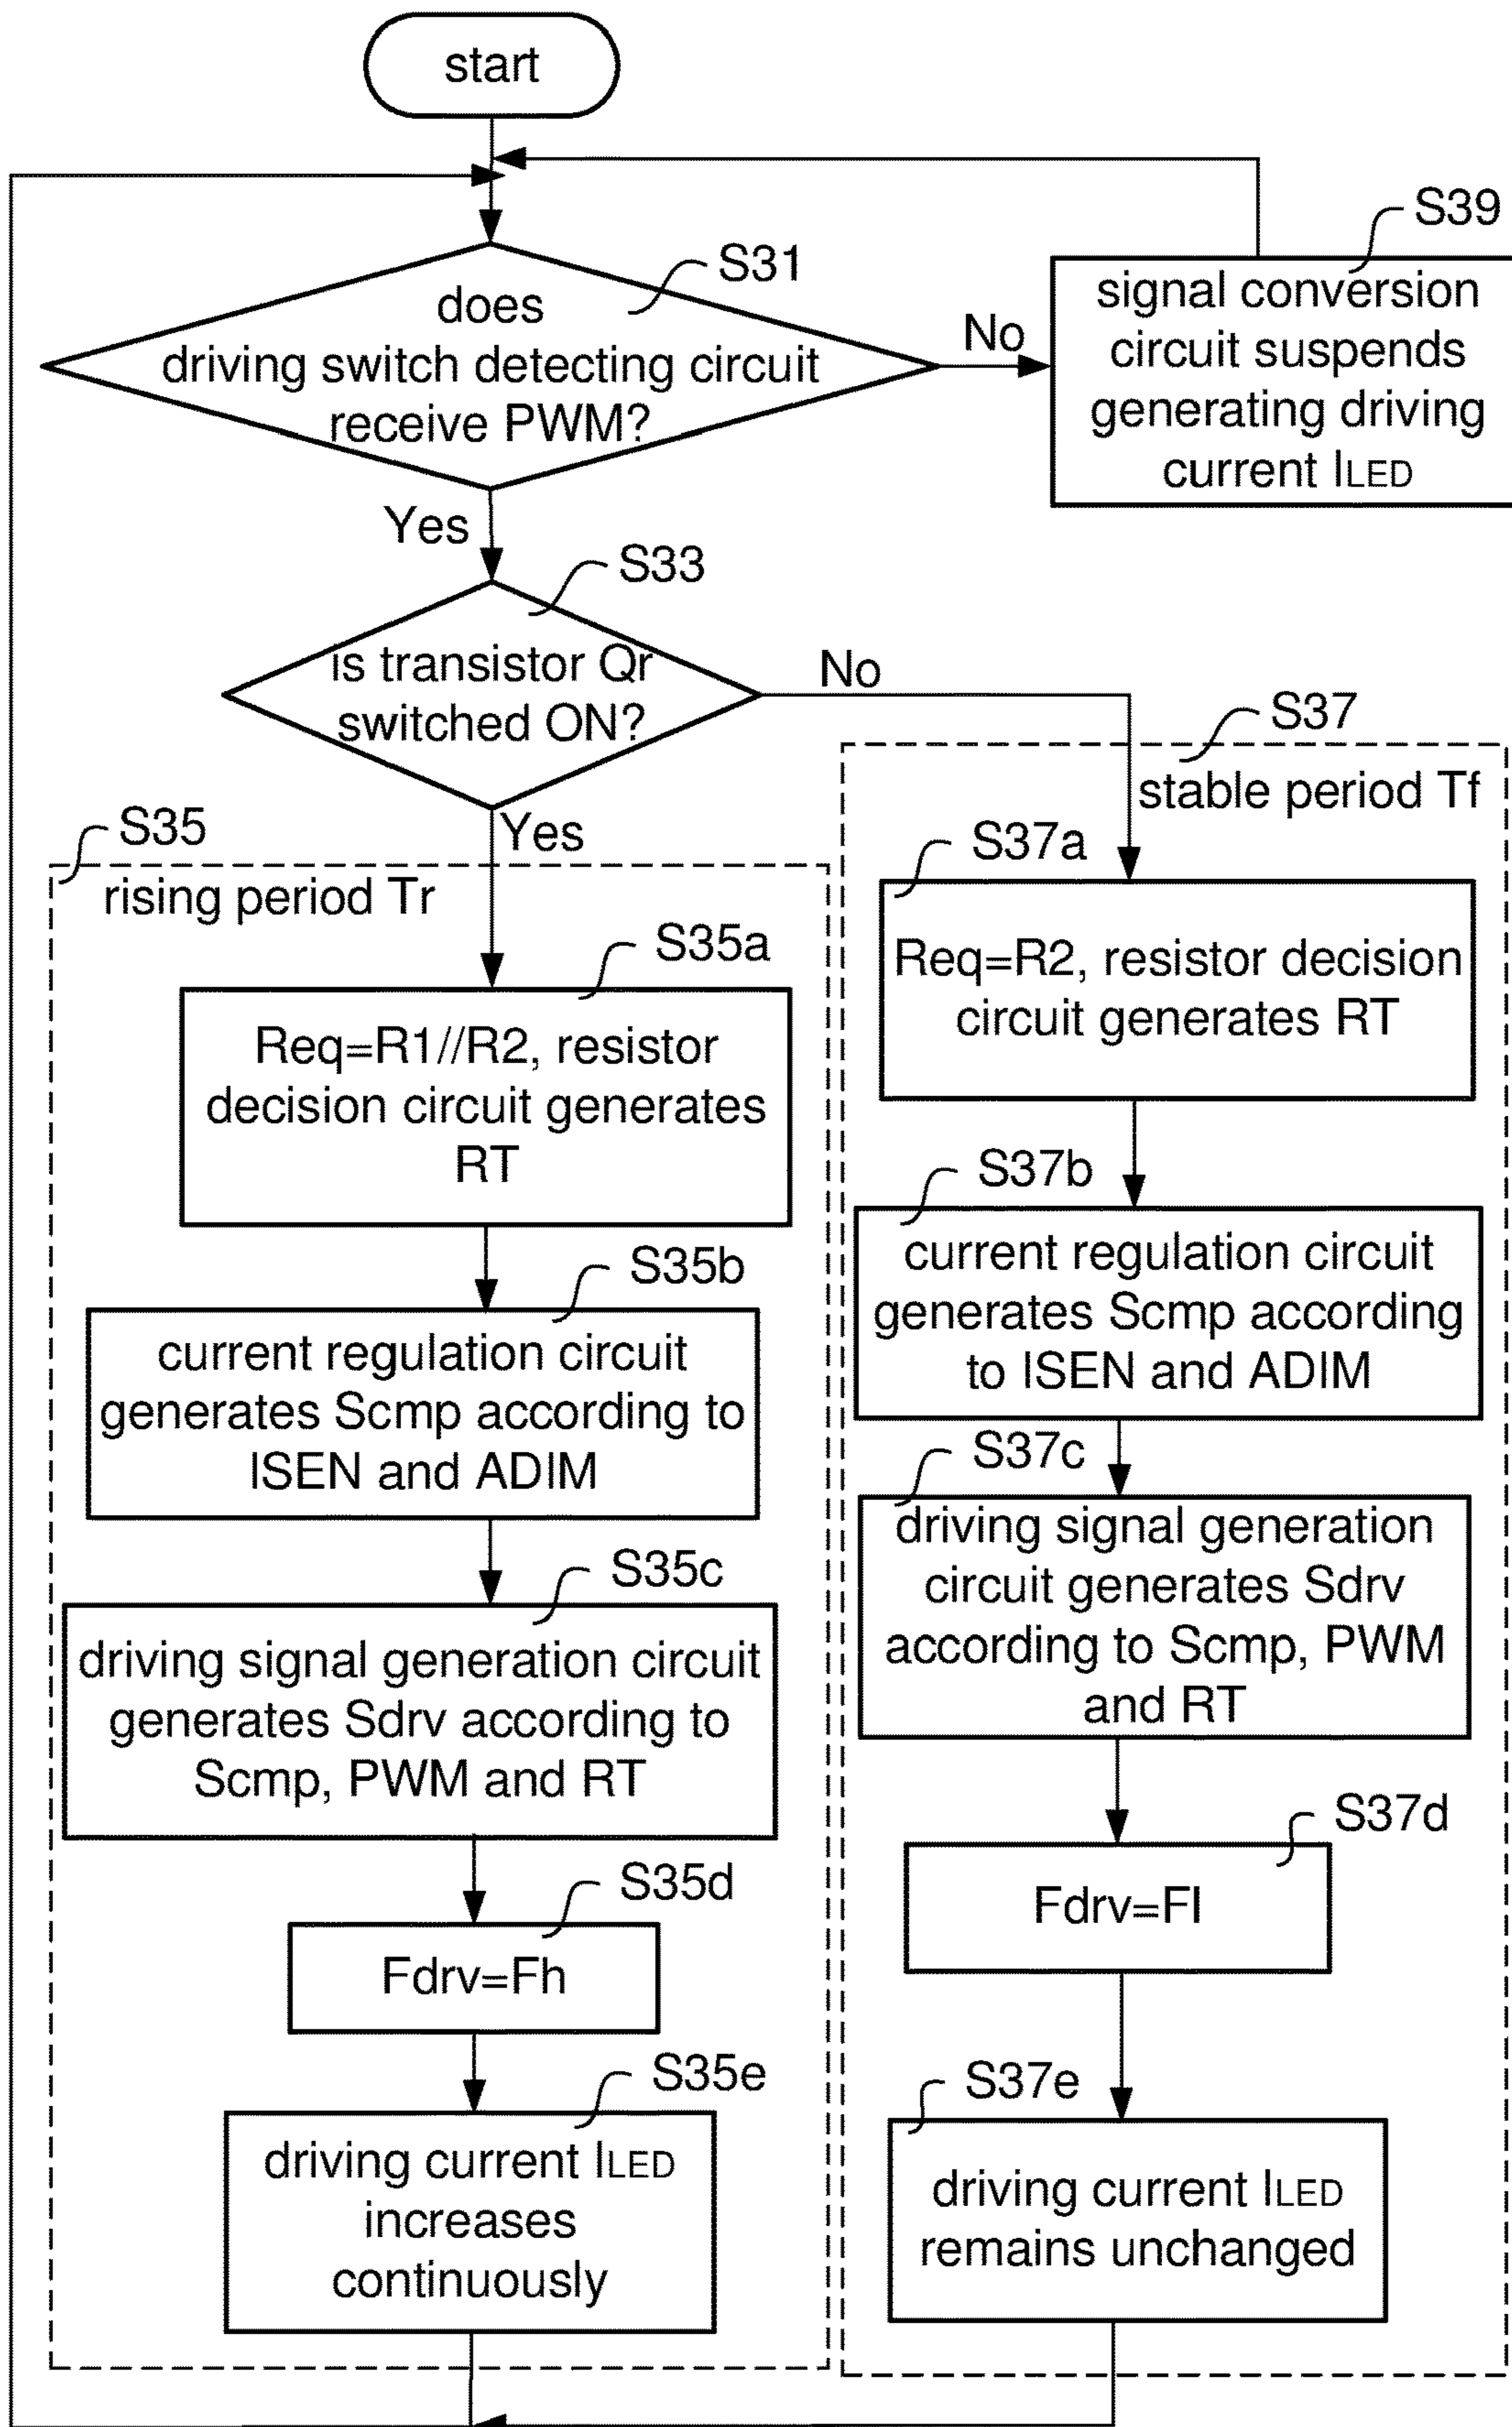 start
S39
signal conversion
circuit suspends
generating driving
current ILED
S31
does
driving switch detecting circuit
receive PWM?
No
Yes
S33
is transistor Qr
switched ON?
No
Yes
S35
rising period Tr
S35a
Req=R1//R2, resistor
decision circuit generates
RT
S35b
current regulation circuit
generates Scmp according to
ISEN and ADIM
S35c
driving signal generation circuit
generates Sdrv according to
Scmp, PWM and RT
S35d
Fdrv=Fh
S35e
driving current ILED
increases
continuously
S37
stable period Tf
S37a
Req=R2, resistor decision
circuit generates RT
S37b
current regulation circuit
generates Scmp according
to ISEN and ADIM
S37c
driving signal generation
circuit generates Sdrv
according to Scmp, PWM
and RT
S37d
Fdrv=Fl
S37e
driving current ILED
remains unchanged